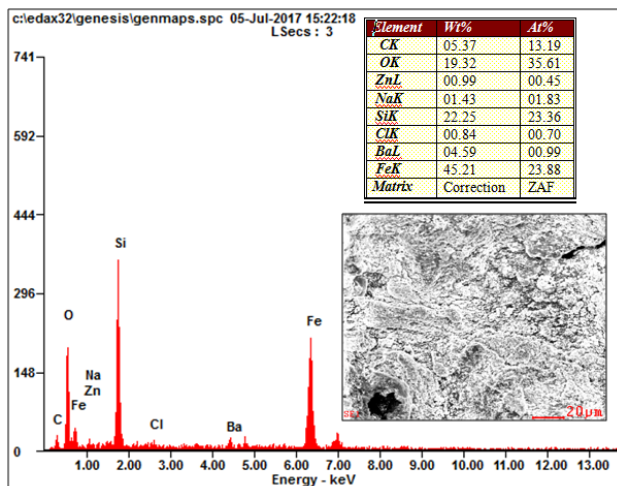 c:\edax32\genesis\genmaps.spc 05-Jul-2017 15:22:18
LSecs : 3
Element Wt% At%
CK 05.37 13.19
OK 19.32 35.61
ZnL 00.99 00.45
NaK 01.43 01.83
SiK 22.25 23.36
ClK 00.84 00.70
BaL 04.59 00.99
FeK 45.21 23.88
Matrix Correction ZAF
741
592
444
296
148
0
C
O
Fe
Na
Zn
Si
Cl
Ba
Fe
20µm
1.00 2.00 3.00 4.00 5.00 6.00 7.00 8.00 9.00 10.00 11.00 12.00 13.00
Energy - keV